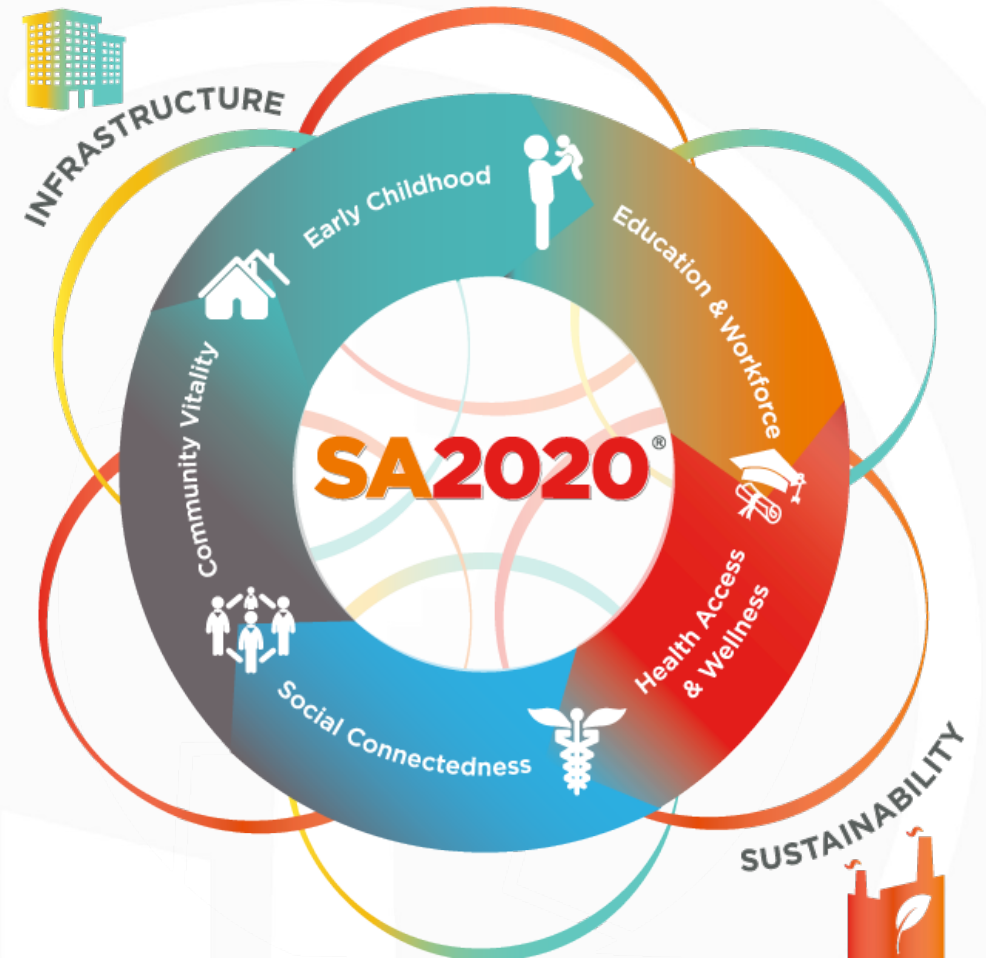 INFRASTRUCTURE
Early Childhood
Education & Workforce
Community Vitality
SA2020®
Health Access
& Wellness
Social Connectedness
SUSTAINABILITY